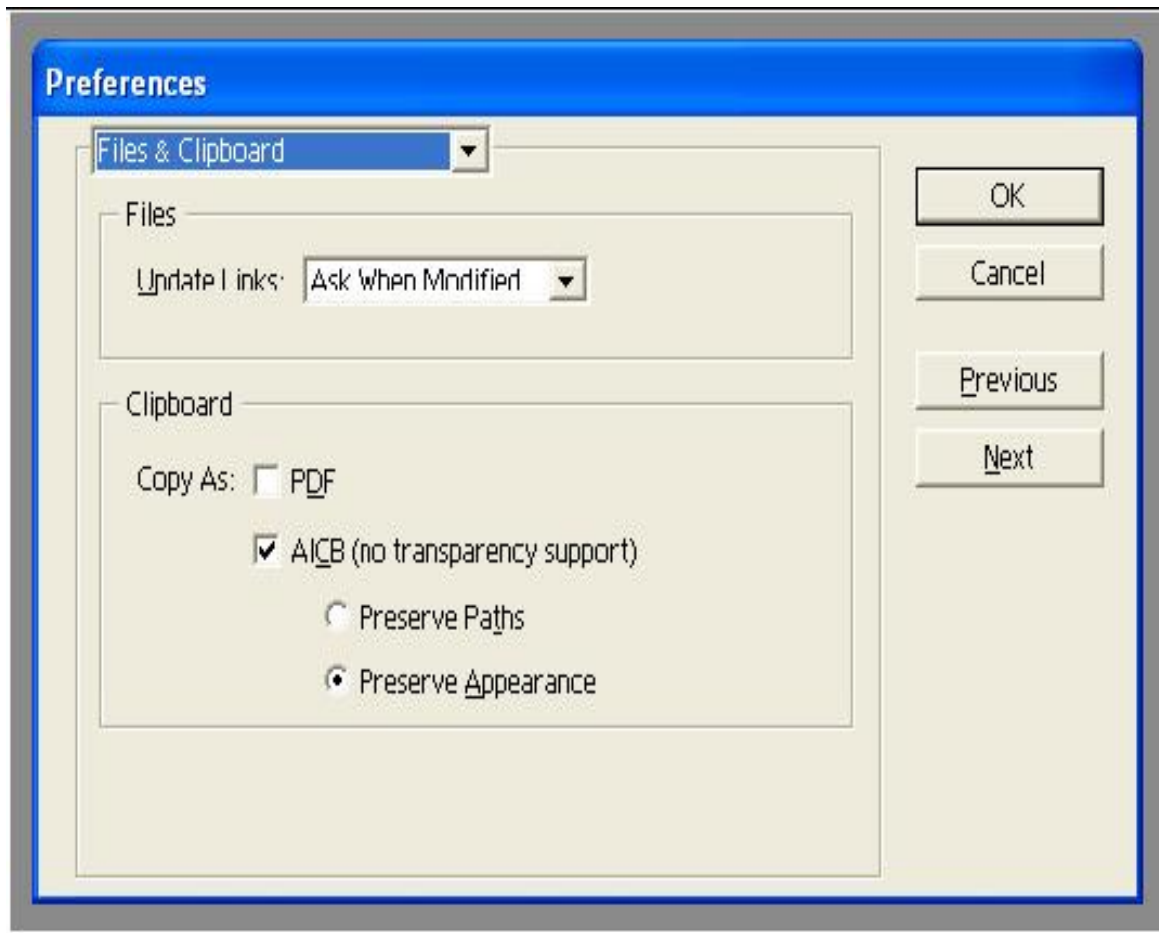 Preferences
Files & Clipboard
OK
Files
Update Links: Ask When Modified
Cancel
Previous
Clipboard
Next
Copy As: PDF
AICB (no transparency support)
Preserve Paths
Preserve Appearance